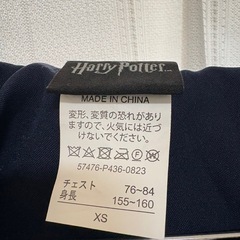 Harry Potter
MADE IN CHINA
変形、変質の恐れがあり
ますので、火気には近づ
けないでください。
57476-P436-0823
チェスト 76~84
身長 155~160
XS